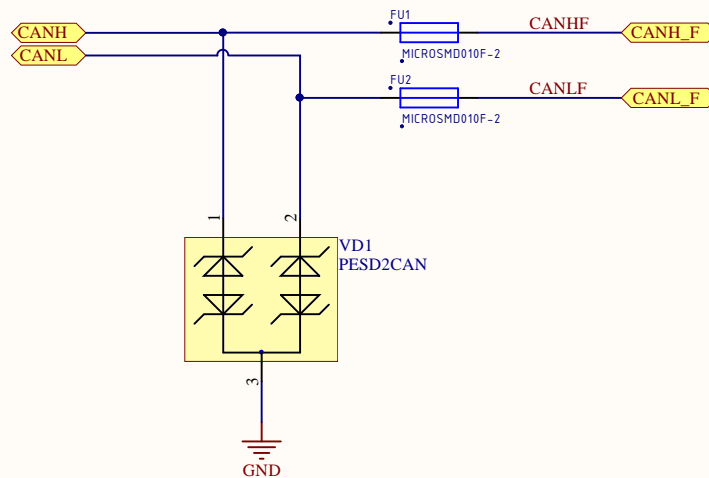 FU1
CANH
CANHF
CANH_F
CANL
MICROSMD010F-2
FU2
CANLF
CANL_F
MICROSMD010F-2
1
2
VD1
PESD2CAN
3
GND